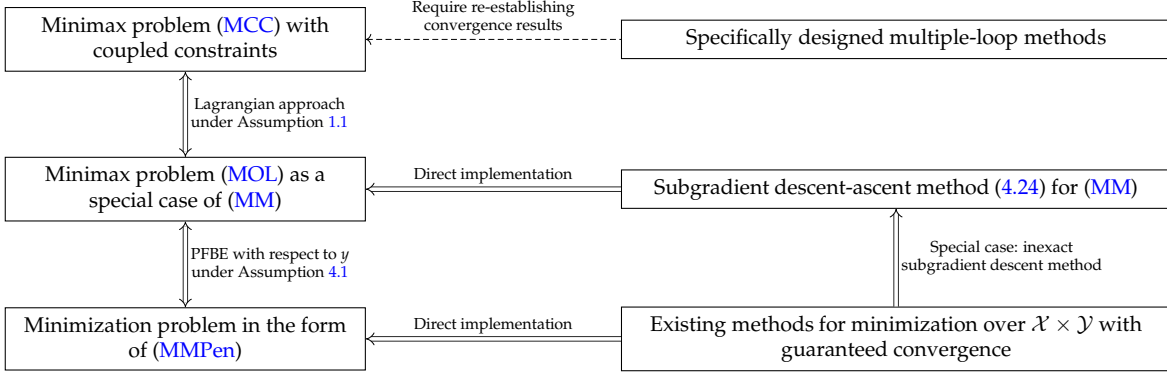 Minimax problem (MCC) with
coupled constraints
Require re-establishing
convergence results
Specifically designed multiple-loop methods
Lagrangian approach
under Assumption 1.1
Minimax problem (MOL) as a
special case of (MM)
Direct implementation
Subgradient descent-ascent method (4.24) for (MM)
PFBE with respect to y
under Assumption 4.1
Special case: inexact
subgradient descent method
Minimization problem in the form
of (MMPen)
Direct implementation
Existing methods for minimization over 𝒳 × 𝒴 with
guaranteed convergence